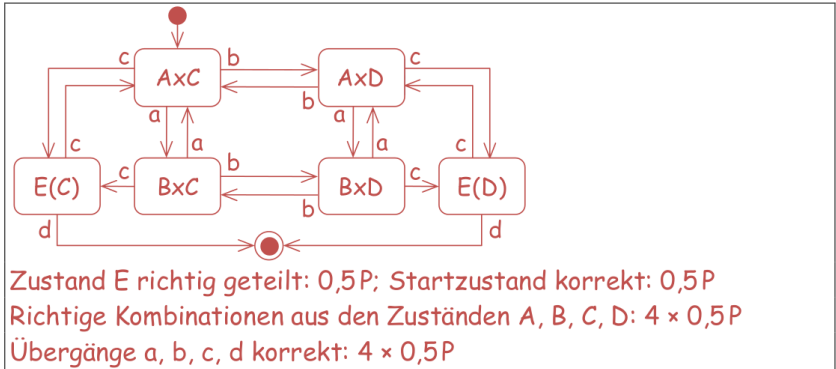 c b c
AxC AxD
b
a a
c a a c
b
E(C) c BxC BxD c E(D)
b
d d
Zustand E richtig geteilt: 0,5P; Startzustand korrekt: 0,5P
Richtige Kombinationen aus den Zuständen A, B, C, D: 4 × 0,5P
Übergänge a, b, c, d korrekt: 4 × 0,5P